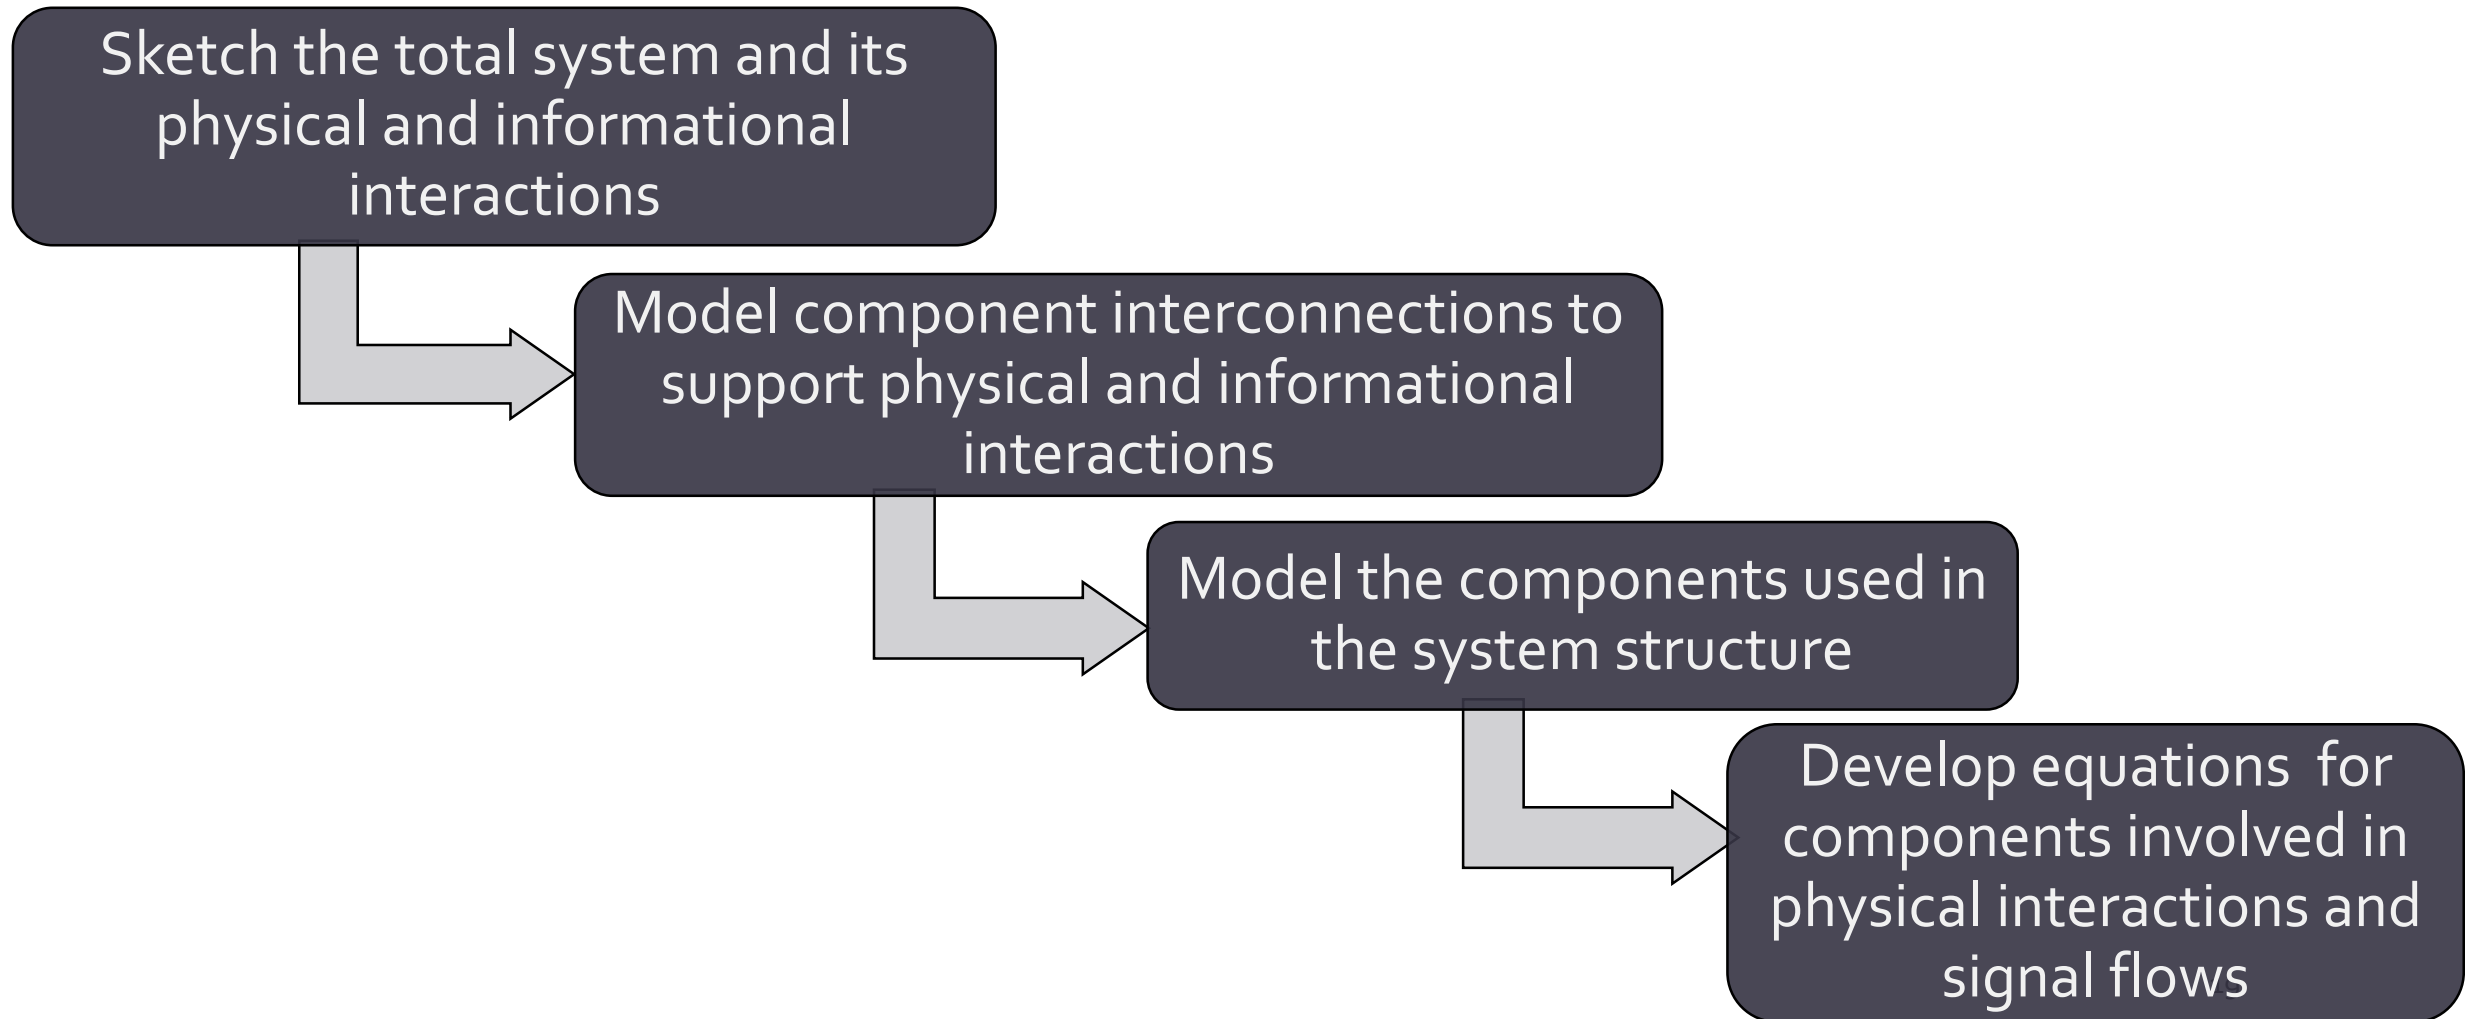 Sketch the total system and its
physical and informational
interactions
Model component interconnections to
support physical and informational
interactions
Model the components used in
the system structure
Develop equations for
components involved in
physical interactions and
signal flows